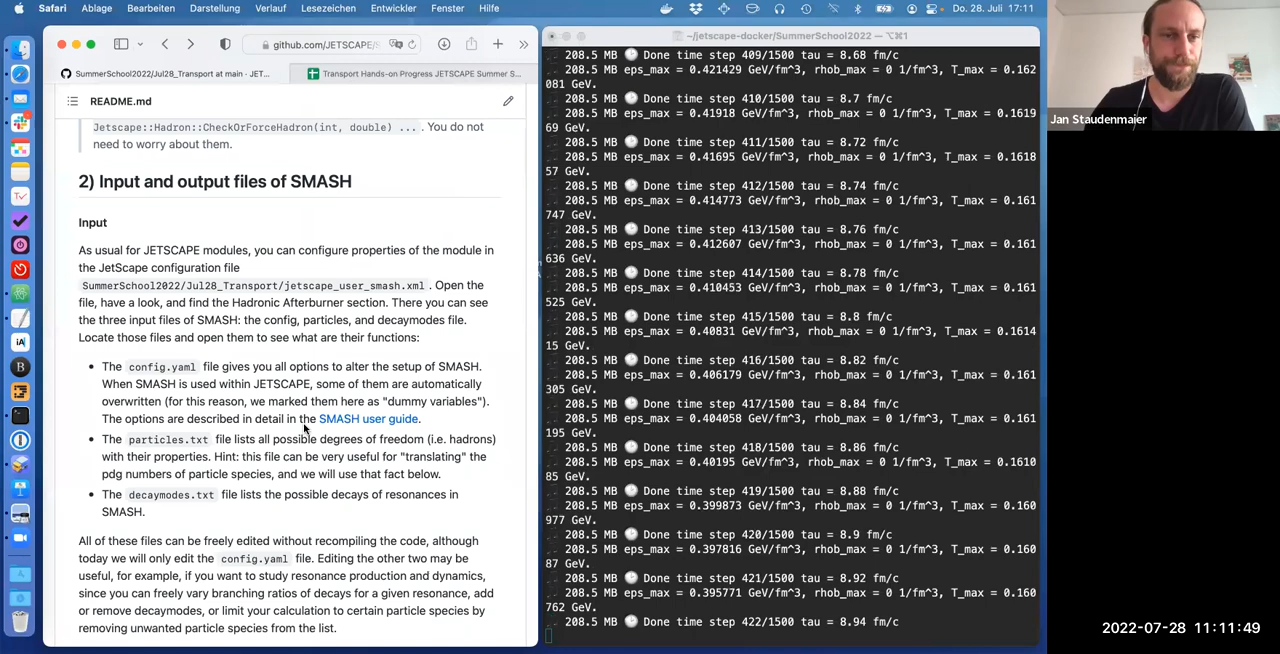 Safari Ablage Bearbeiten Darstellung Verlauf Lesezeichen Entwickler Fenster Hilfe
Do. 28. Juli 17:11
github.com/JETSCAPE/S
SummerSchool2022/Jul28_Transport at main · JET...
Transport Hands-on Progress JETSCAPE Summer S...
README.md
Jetscape::Hadron::CheckOrForceHadron(int, double) ... . You do not
need to worry about them.
2) Input and output files of SMASH
Input
As usual for JETSCAPE modules, you can configure properties of the module in
the JetScape configuration file
SummerSchool2022/Jul28_Transport/jetscape_user_smash.xml . Open the
file, have a look, and find the Hadronic Afterburner section. There you can see
the three input files of SMASH: the config, particles, and decaymodes file.
Locate those files and open them to see what are their functions:
• The config.yaml file gives you all options to alter the setup of SMASH.
When SMASH is used within JETSCAPE, some of them are automatically
overwritten (for this reason, we marked them here as "dummy variables").
The options are described in detail in the SMASH user guide.
• The particles.txt file lists all possible degrees of freedom (i.e. hadrons)
with their properties. Hint: this file can be very useful for "translating" the
pdg numbers of particle species, and we will use that fact below.
• The decaymodes.txt file lists the possible decays of resonances in
SMASH.
All of these files can be freely edited without recompiling the code, although
today we will only edit the config.yaml file. Editing the other two may be
useful, for example, if you want to study resonance production and dynamics,
since you can freely vary branching ratios of decays for a given resonance, add
or remove decaymodes, or limit your calculation to certain particle species by
removing unwanted particle species from the list.
~/jetscape-docker/SummerSchool2022 — ⌥⌘1
208.5 MB Done time step 409/1500 tau = 8.68 fm/c
208.5 MB eps_max = 0.421429 GeV/fm^3, rhob_max = 0 1/fm^3, T_max = 0.162
081 GeV.
208.5 MB Done time step 410/1500 tau = 8.7 fm/c
208.5 MB eps_max = 0.41918 GeV/fm^3, rhob_max = 0 1/fm^3, T_max = 0.1619
69 GeV.
208.5 MB Done time step 411/1500 tau = 8.72 fm/c
208.5 MB eps_max = 0.41695 GeV/fm^3, rhob_max = 0 1/fm^3, T_max = 0.1618
57 GeV.
208.5 MB Done time step 412/1500 tau = 8.74 fm/c
208.5 MB eps_max = 0.414773 GeV/fm^3, rhob_max = 0 1/fm^3, T_max = 0.161
747 GeV.
208.5 MB Done time step 413/1500 tau = 8.76 fm/c
208.5 MB eps_max = 0.412607 GeV/fm^3, rhob_max = 0 1/fm^3, T_max = 0.161
636 GeV.
208.5 MB Done time step 414/1500 tau = 8.78 fm/c
208.5 MB eps_max = 0.410453 GeV/fm^3, rhob_max = 0 1/fm^3, T_max = 0.161
525 GeV.
208.5 MB Done time step 415/1500 tau = 8.8 fm/c
208.5 MB eps_max = 0.40831 GeV/fm^3, rhob_max = 0 1/fm^3, T_max = 0.1614
15 GeV.
208.5 MB Done time step 416/1500 tau = 8.82 fm/c
208.5 MB eps_max = 0.406179 GeV/fm^3, rhob_max = 0 1/fm^3, T_max = 0.161
305 GeV.
208.5 MB Done time step 417/1500 tau = 8.84 fm/c
208.5 MB eps_max = 0.404058 GeV/fm^3, rhob_max = 0 1/fm^3, T_max = 0.161
195 GeV.
208.5 MB Done time step 418/1500 tau = 8.86 fm/c
208.5 MB eps_max = 0.40195 GeV/fm^3, rhob_max = 0 1/fm^3, T_max = 0.1610
85 GeV.
208.5 MB Done time step 419/1500 tau = 8.88 fm/c
208.5 MB eps_max = 0.399873 GeV/fm^3, rhob_max = 0 1/fm^3, T_max = 0.160
977 GeV.
208.5 MB Done time step 420/1500 tau = 8.9 fm/c
208.5 MB eps_max = 0.397816 GeV/fm^3, rhob_max = 0 1/fm^3, T_max = 0.160
87 GeV.
208.5 MB Done time step 421/1500 tau = 8.92 fm/c
208.5 MB eps_max = 0.395771 GeV/fm^3, rhob_max = 0 1/fm^3, T_max = 0.160
762 GeV.
208.5 MB Done time step 422/1500 tau = 8.94 fm/c
Jan Staudenmaier
2022-07-28 11:11:49